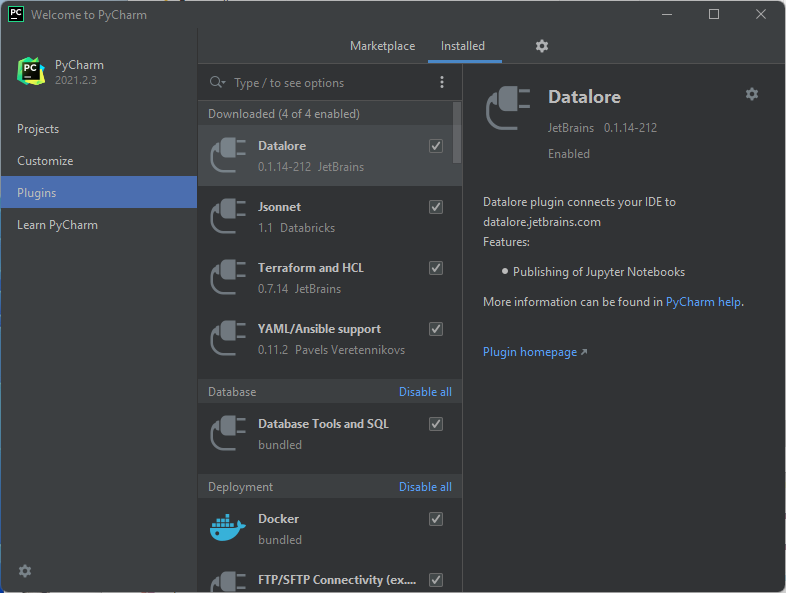 PC Welcome to PyCharm
PC
PyCharm
2021.2.3
Projects
Customize
Plugins
Learn PyCharm
Marketplace Installed
Type / to see options
Downloaded (4 of 4 enabled)
Datalore
0.1.14-212 JetBrains
Jsonnet
1.1 Databricks
Terraform and HCL
0.7.14 JetBrains
YAML/Ansible support
0.11.2 Pavels Veretennikovs
Database Disable all
Database Tools and SQL
bundled
Deployment Disable all
Docker
bundled
FTP/SFTP Connectivity (ex....
Datalore
JetBrains 0.1.14-212
Enabled
Datalore plugin connects your IDE to
datalore.jetbrains.com
Features:
Publishing of Jupyter Notebooks
More information can be found in PyCharm help.
Plugin homepage